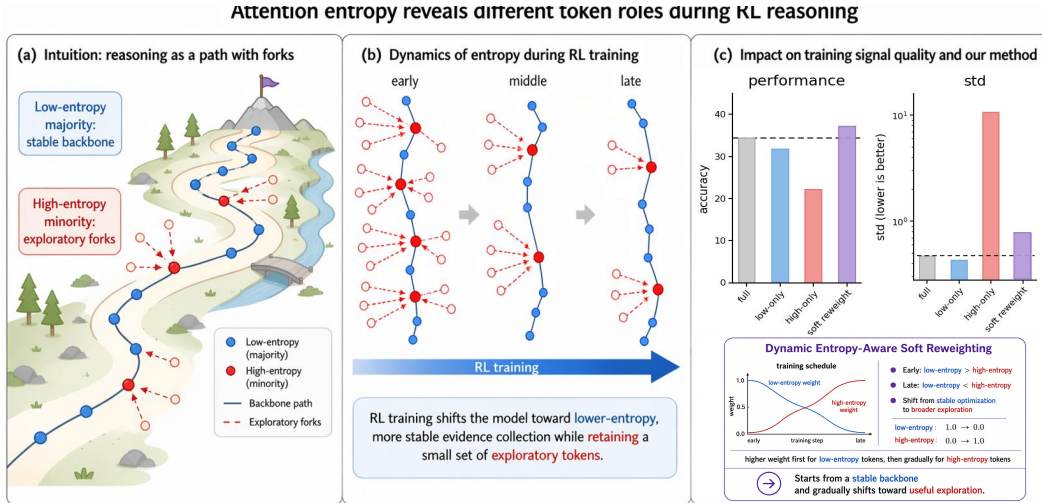 Attention entropy reveals different token roles during RL reasoning
(a) Intuition: reasoning as a path with forks
Low-entropy
majority:
stable backbone
High-entropy
minority:
exploratory forks
Low-entropy
(majority)
High-entropy
(minority)
Backbone path
Exploratory forks
(b) Dynamics of entropy during RL training
early
middle
late
RL training
RL training shifts the model toward lower-entropy,
more stable evidence collection while retaining a
small set of exploratory tokens.
(c) Impact on training signal quality and our method
performance
accuracy
40
30
20
10
0
full
low-only
high-only
soft reweight
std
std (lower is better)
10¹
10⁰
full
low-only
high-only
soft reweight
Dynamic Entropy-Aware Soft Reweighting
training schedule
weight
1.0
0.5
0.0
low-entropy weight
high-entropy
weight
early
training step
late
Early: low-entropy > high-entropy
Late: low-entropy < high-entropy
Shift from stable optimization
to broader exploration
low-entropy : 1.0 → 0.0
high-entropy : 0.0 → 1.0
higher weight first for low-entropy tokens, then gradually for high-entropy tokens
Starts from a stable backbone
and gradually shifts toward useful exploration.